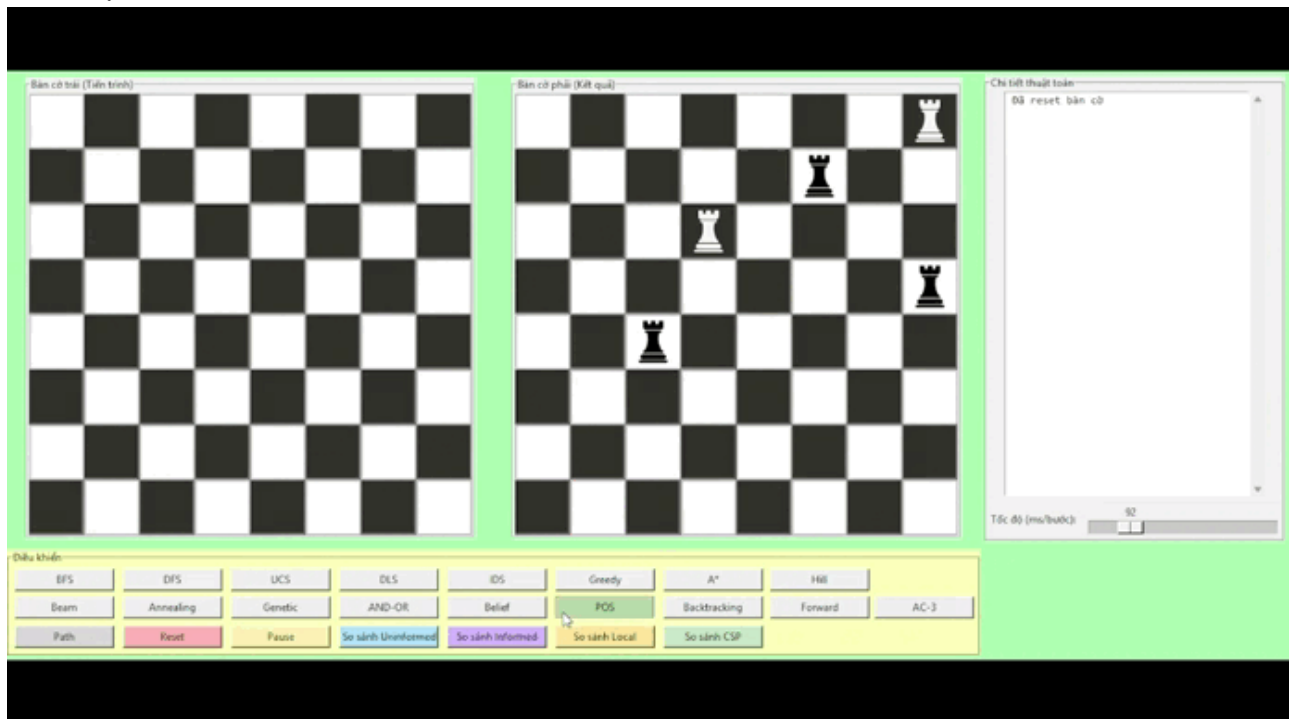 Bàn cờ trái (Tiến trình)
Bàn cờ phải (Kết quả)
Chi tiết thuật toán
Đã reset bàn cờ
92
Tốc độ (ms/bước):
Điều khiển
BFS DFS UCS DLS IDS Greedy A* Hill
Beam Annealing Genetic AND-OR Belief POS Backtracking Forward AC-3
Path Reset Pause So sánh Uninformed So sánh Informed So sánh Local So sánh CSP